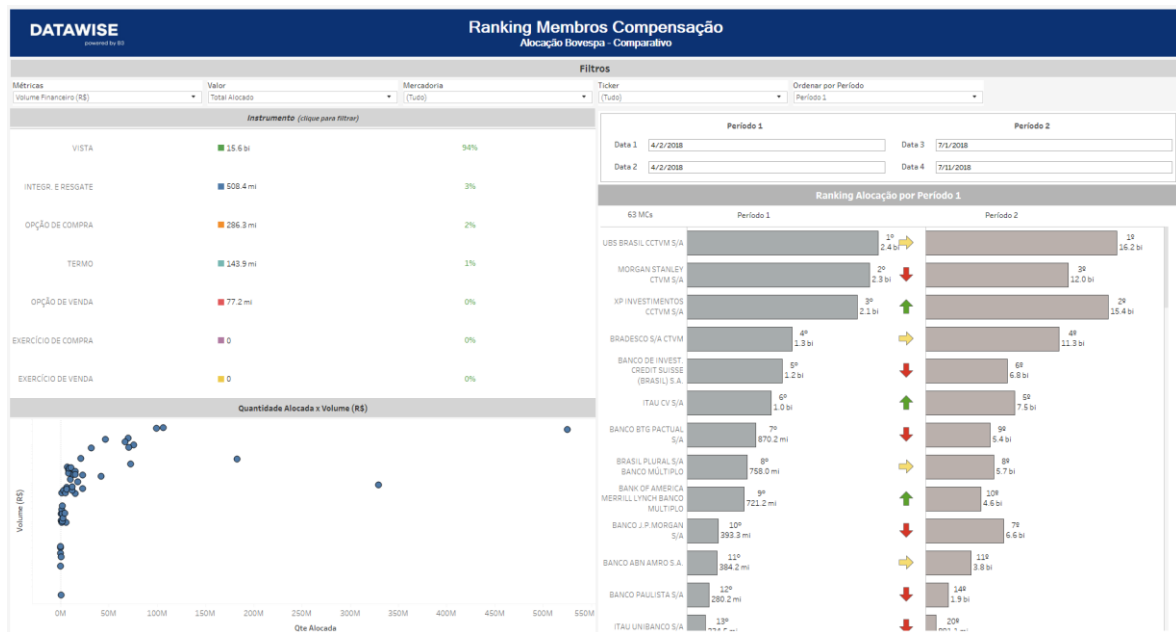 DATAWISE
powered by B3
Ranking Membros Compensação
Alocação Bovespa - Comparativo
Filtros
Métricas
Volume Financeiro (R$)
Valor
Total Alocado
Mercadoria
(Tudo)
Ticker
(Tudo)
Ordenar por Período
Período 1
Instrumento (clique para filtrar)
VISTA 15.6 bi 94%
INTEGR. E RESGATE 508.4 mi 3%
OPÇÃO DE COMPRA 286.3 mi 2%
TERMO 143.9 mi 1%
OPÇÃO DE VENDA 77.2 mi 0%
EXERCÍCIO DE COMPRA 0 0%
EXERCÍCIO DE VENDA 0 0%
Quantidade Alocada x Volume (R$)
Volume (R$)
0M 50M 100M 150M 200M 250M 300M 350M 400M 450M 500M 550M
Qte Alocada
Período 1
Data 1 4/2/2018
Data 2 4/2/2018
Período 2
Data 3 7/1/2018
Data 4 7/11/2018
Ranking Alocação por Período 1
63 MCs Período 1 Período 2
UBS BRASIL CCTVM S/A
1º
2.4 bi
1º
16.2 bi
MORGAN STANLEY
CTVM S/A
2º
2.3 bi
3º
12.0 bi
XP INVESTIMENTOS
CCTVM S/A
3º
2.1 bi
2º
15.4 bi
BRADESCO S/A CTVM
4º
1.3 bi
4º
11.3 bi
BANCO DE INVEST.
CREDIT SUISSE
(BRASIL) S.A.
5º
1.2 bi
6º
6.8 bi
ITAU CV S/A
6º
1.0 bi
5º
7.5 bi
BANCO BTG PACTUAL
S/A
7º
870.2 mi
9º
5.4 bi
BRASIL PLURAL S/A
BANCO MÚLTIPLO
8º
758.0 mi
8º
5.7 bi
BANK OF AMERICA
MERRILL LYNCH BANCO
MULTIPLO
9º
721.2 mi
10º
4.6 bi
BANCO J.P. MORGAN
S/A
10º
393.3 mi
7º
6.6 bi
BANCO ABN AMRO S.A.
11º
384.2 mi
11º
3.8 bi
BANCO PAULISTA S/A
12º
280.2 mi
14º
1.9 bi
ITAU UNIBANCO S/A
13º
20º